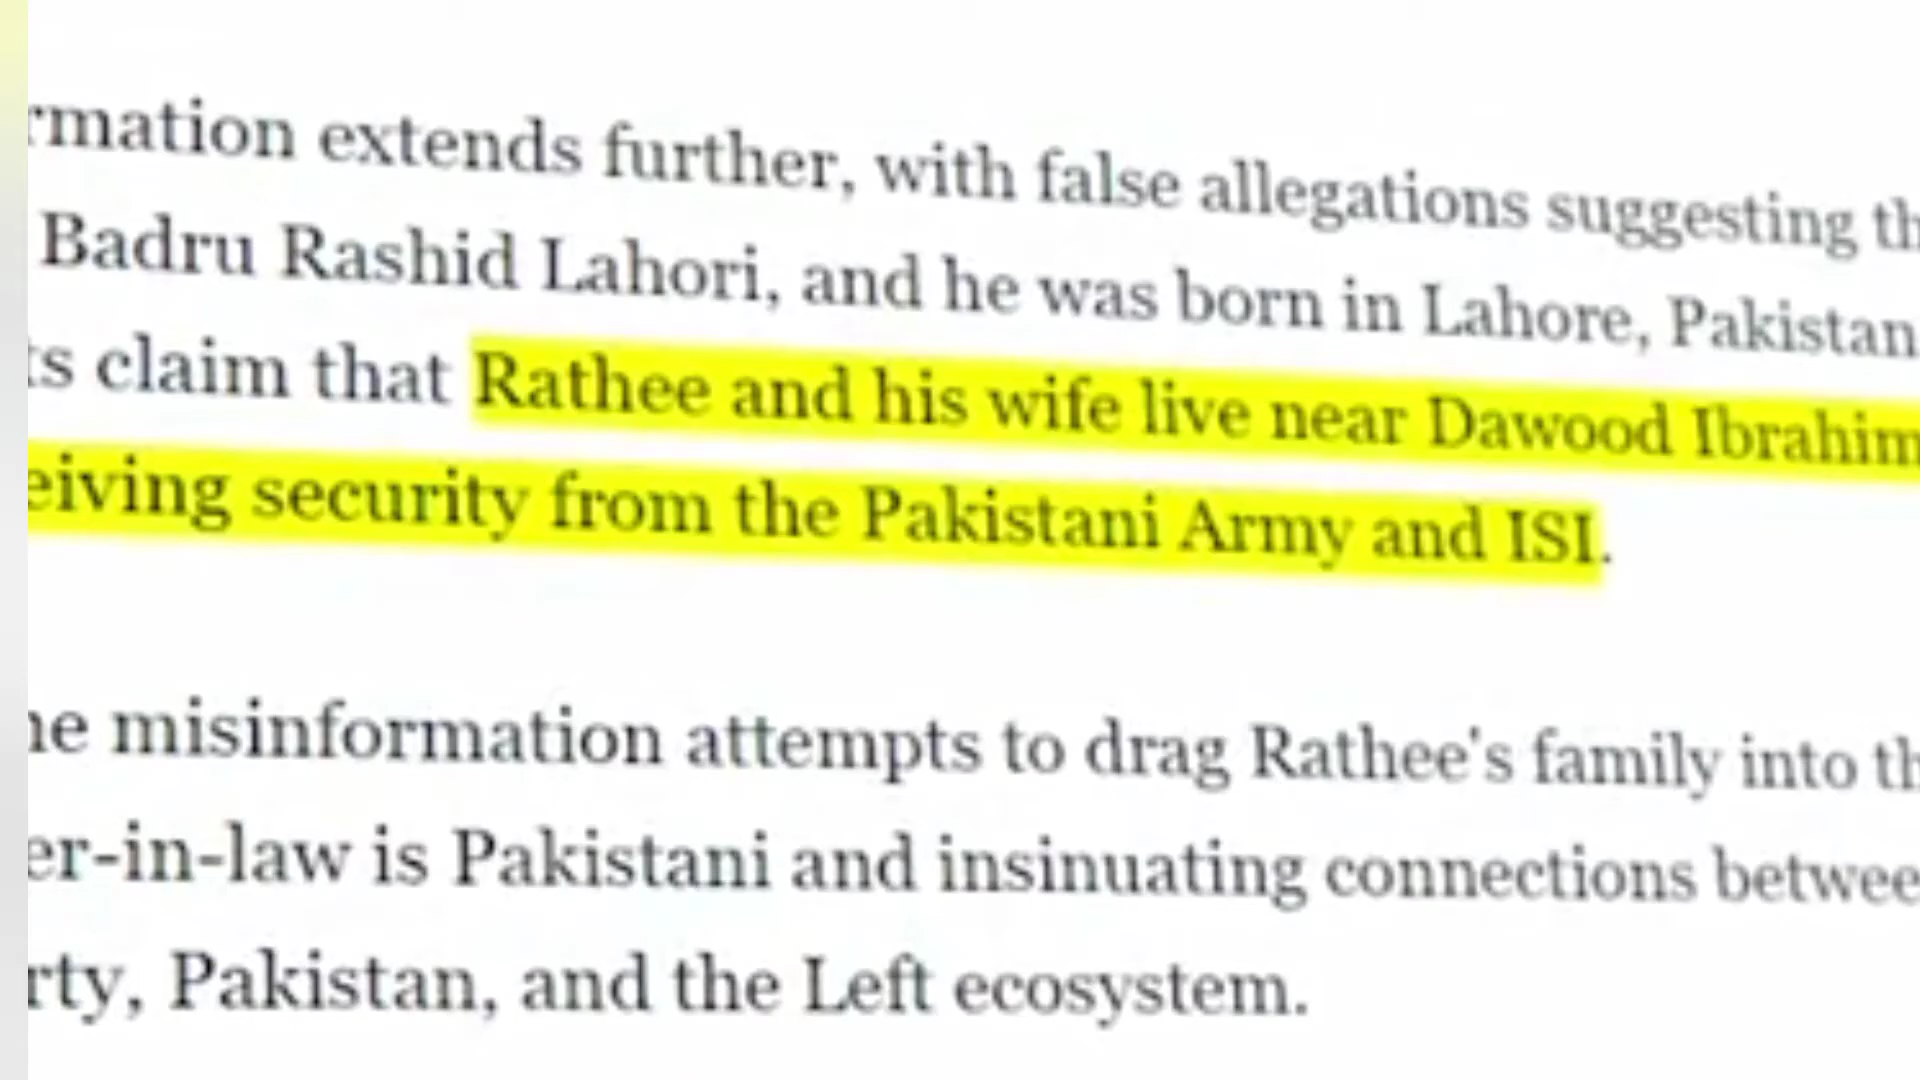 rmation extends further, with false allegations suggesting th
Badru Rashid Lahori, and he was born in Lahore, Pakistan
ts claim that Rathee and his wife live near Dawood Ibrahim
eiving security from the Pakistani Army and ISI.
he misinformation attempts to drag Rathee's family into th
er-in-law is Pakistani and insinuating connections betwee
rty, Pakistan, and the Left ecosystem.